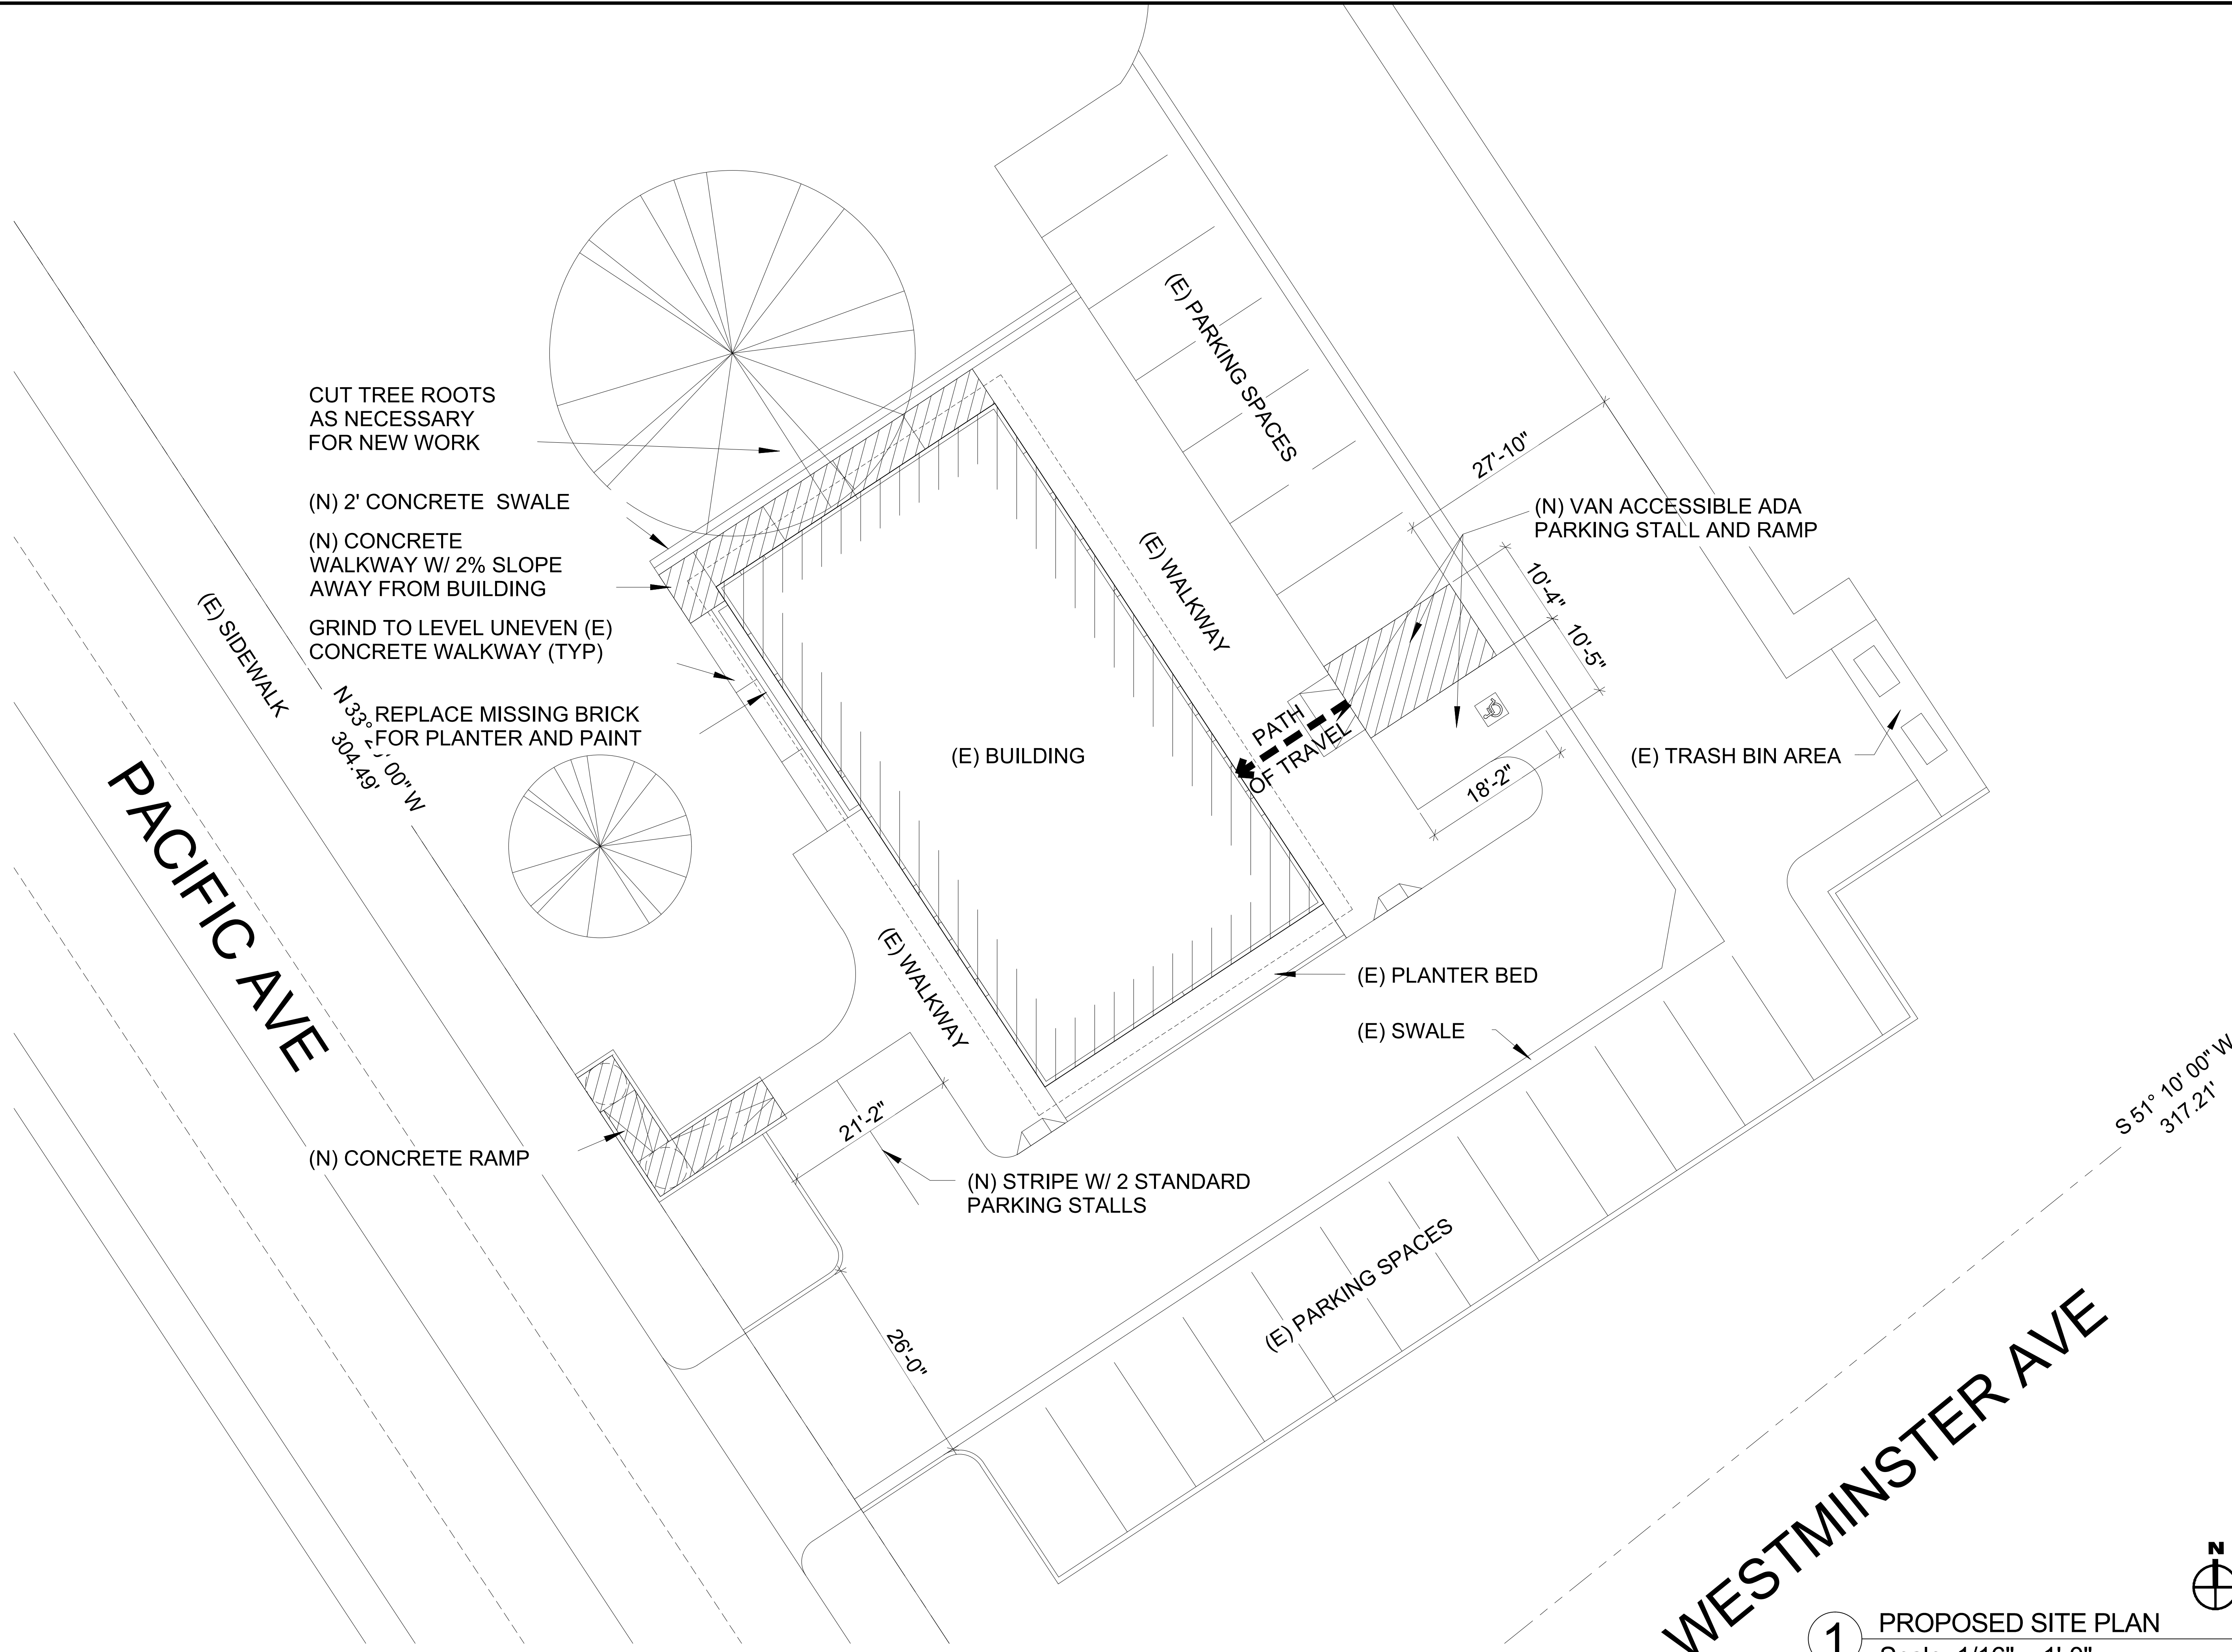 CUT TREE ROOTS
AS NECESSARY
FOR NEW WORK
(N) 2' CONCRETE SWALE
(N) CONCRETE
WALKWAY W/ 2% SLOPE
AWAY FROM BUILDING
GRIND TO LEVEL UNEVEN (E)
CONCRETE WALKWAY (TYP)
REPLACE MISSING BRICK
FOR PLANTER AND PAINT
(E) SIDEWALK
N 33° 00" W
304.49'
PACIFIC AVE
(N) CONCRETE RAMP
(E) PARKING SPACES
(E) WALKWAY
27'-10"
(N) VAN ACCESSIBLE ADA
PARKING STALL AND RAMP
10'-4"
10'-5"
(E) BUILDING
PATH
OF TRAVEL
18'-2"
(E) TRASH BIN AREA
(E) WALKWAY
(E) PLANTER BED
(E) SWALE
21'-2"
(N) STRIPE W/ 2 STANDARD
PARKING STALLS
26'-0"
(E) PARKING SPACES
S 51° 10' 00" W
317.21'
WESTMINSTER AVE
N
1
PROPOSED SITE PLAN